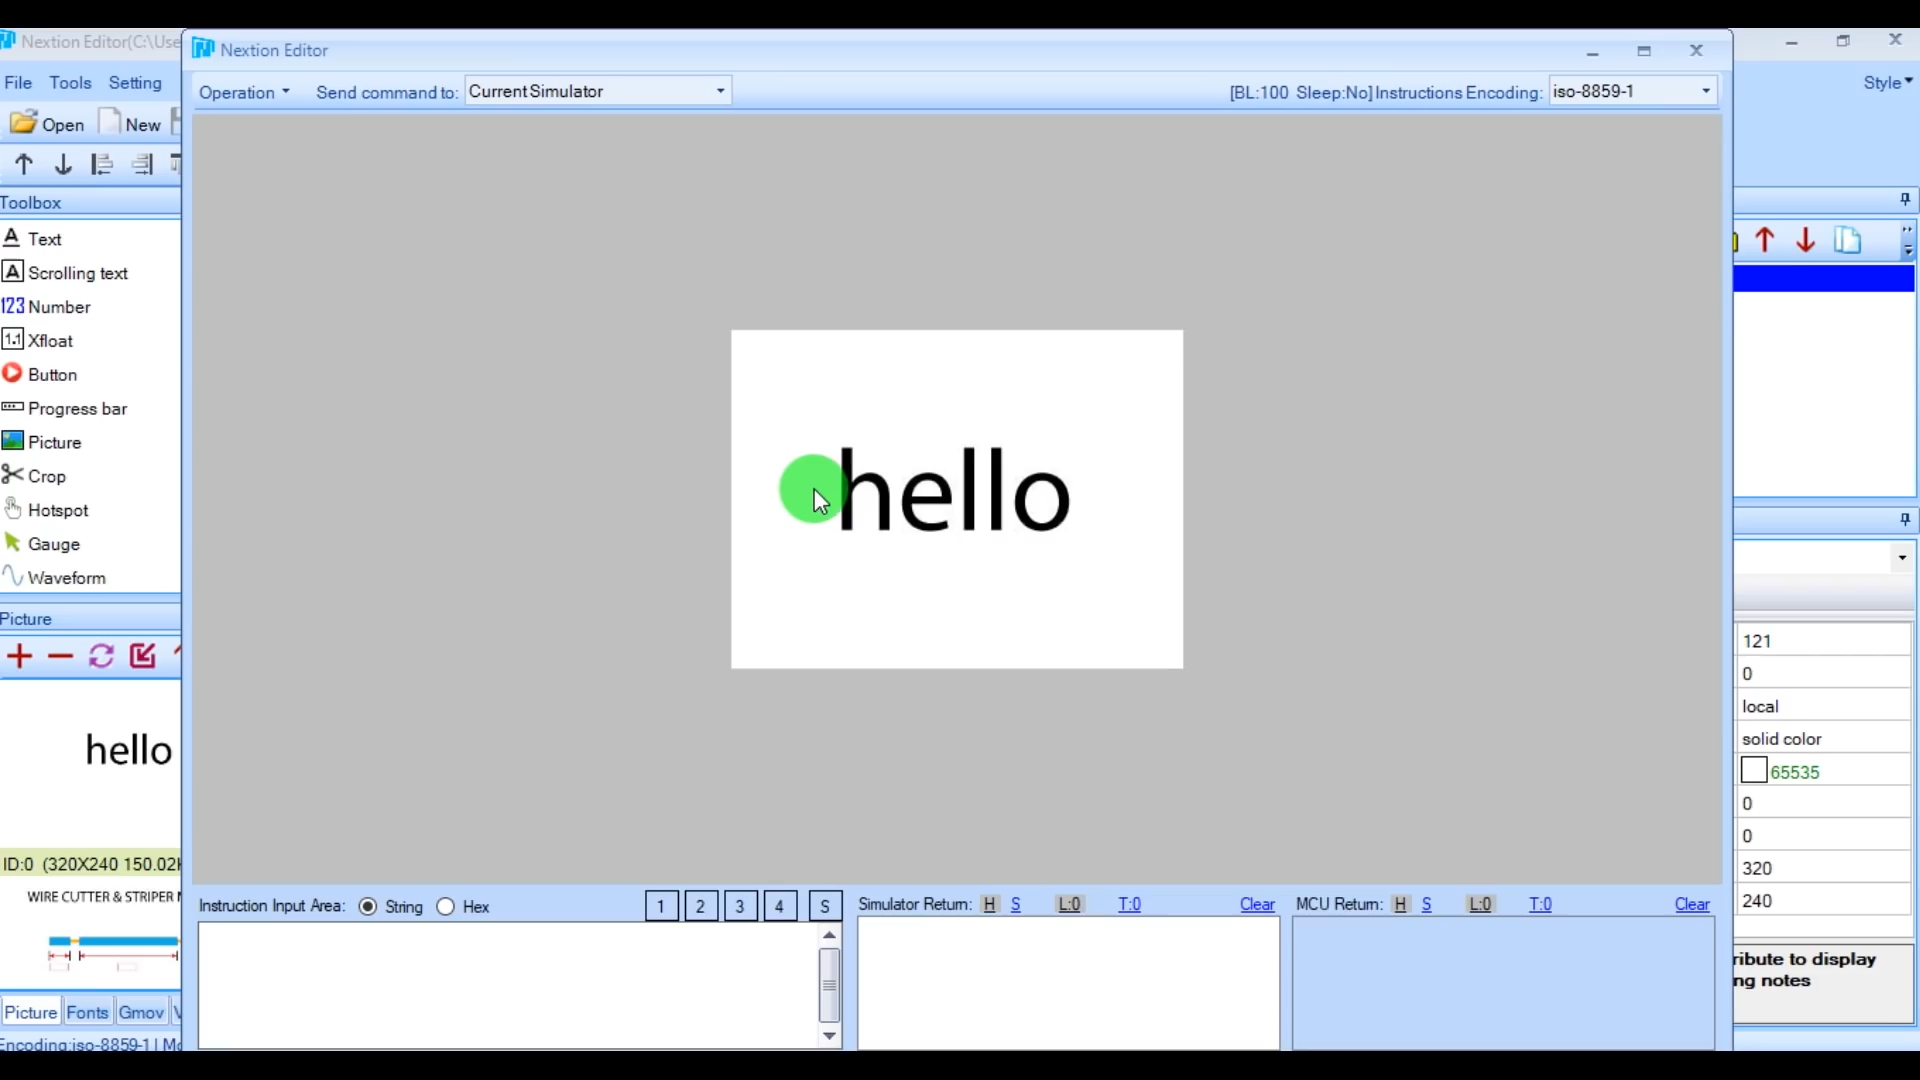 Nextion Editor(C:\Use
Nextion Editor
File Tools Setting
Style
Operation
Send command to: Current Simulator
[BL:100 Sleep:No] Instructions Encoding: iso-8859-1
Open New
Toolbox
Text
Scrolling text
123 Number
1.1 Xfloat
Button
Progress bar
Picture
Crop
Hotspot
Gauge
Waveform
hello
Picture
hello
ID:0 (320X240 150.02
WIRE CUTTER & STRIPER
Picture Fonts Gmov V
Encoding:iso-8859-1 | Mo
121
0
local
solid color
65535
0
0
320
240
ribute to display
ng notes
Instruction Input Area: String Hex
1 2 3 4 S
Simulator Return: H S L:0 T:0 Clear
MCU Return: H S L:0 T:0 Clear